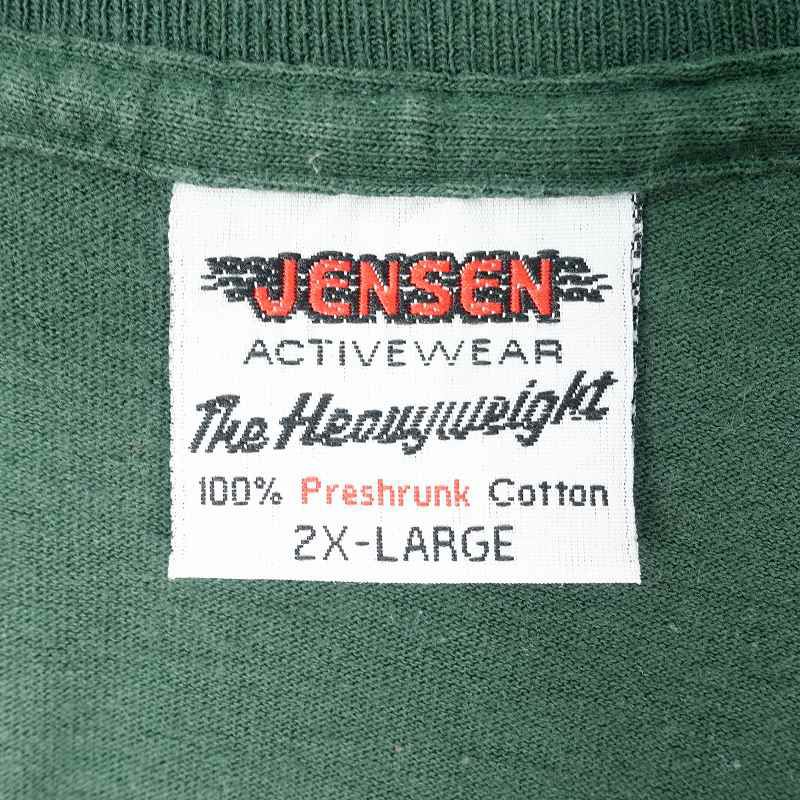 JENSEN
ACTIVEWEAR
The Heavyweight
100% Preshrunk Cotton
2X-LARGE